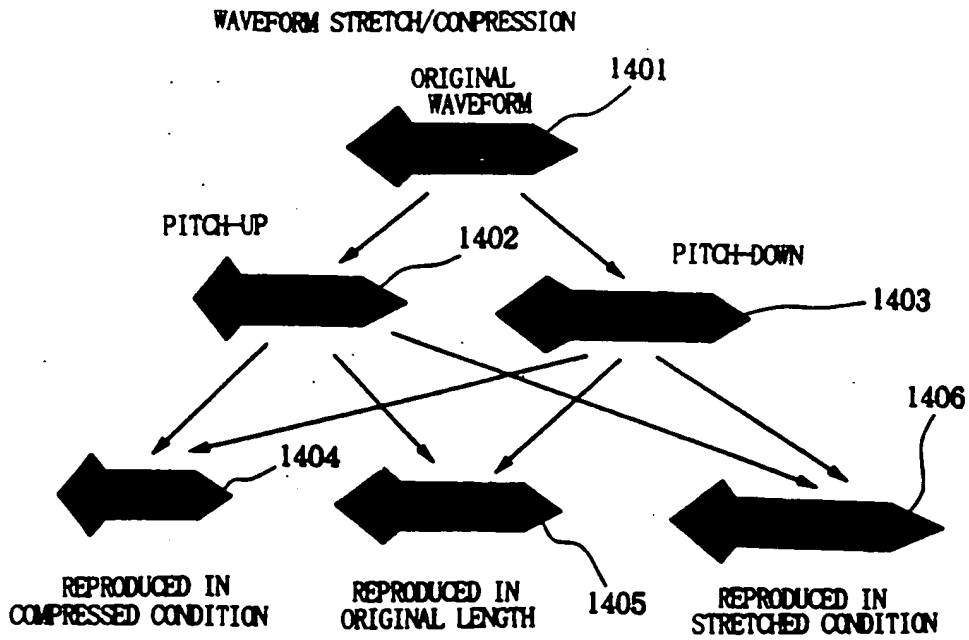 WAVEFORM STRETCH/CONPRESSION
ORIGINAL
WAVEFORM
1401
PITCH-UP
1402
PITCH-DOWN
1403
1406
1404
REPRODUCED IN
COMPRESSED CONDITION
REPRODUCED IN
ORIGINAL LENGTH
1405
REPRODUCED IN
STRETCHED CONDITION